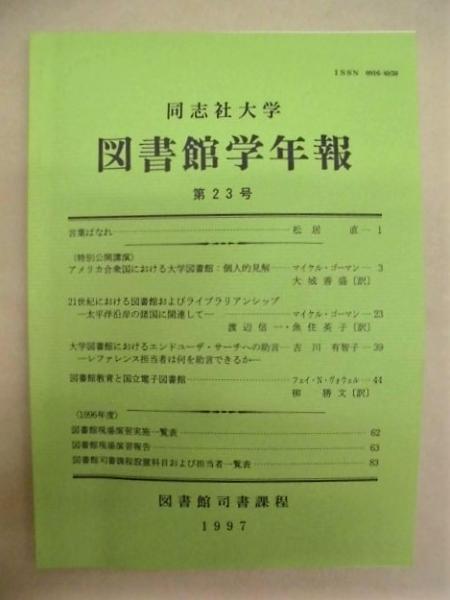 ISSN
同志社大学
図書館学年報
第23号
言葉ばなれ 松居 直 1
〈特別公開講演〉
アメリカ合衆国における大学図書館：個人的見解 マイケル・ゴーマン 3
大城善盛〔訳〕
21世紀における図書館およびライブラリアンシップ
―太平洋沿岸の諸国に関連して― マイケル・ゴーマン 23
渡辺信一・魚住英子〔訳〕
大学図書館におけるエンドユーザ・サーチへの助言 吉川 有智子 39
―レファレンス担当者は何を助言できるか―
図書館教育と国立電子図書館 フェイ・N・ヴォウェル 44
柳 勝文〔訳〕
〈1996年度〉
図書館現場演習実施一覧表 62
図書館現場演習報告 63
図書館司書課程設置科目および担当者一覧表 83
図書館司書課程
1997